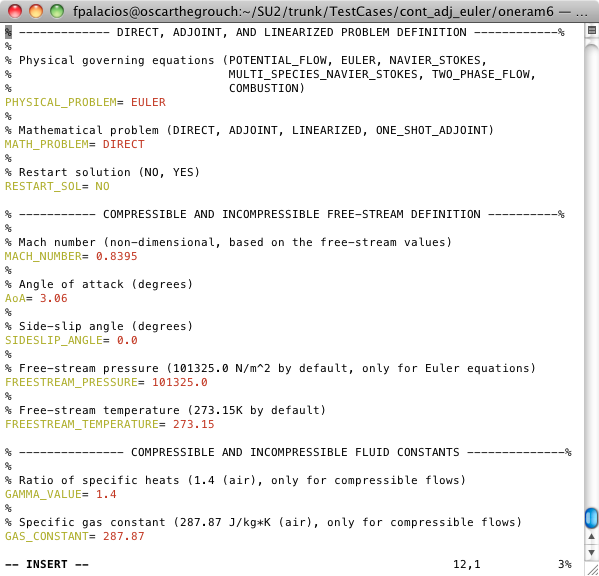 fpalacios@oscarthegrouch:~/SU2/trunk/TestCases/cont_adj_euler/oneram6 — ...
% ------------- DIRECT, ADJOINT, AND LINEARIZED PROBLEM DEFINITION ------------%
%
% Physical governing equations (POTENTIAL_FLOW, EULER, NAVIER_STOKES,
%                               MULTI_SPECIES_NAVIER_STOKES, TWO_PHASE_FLOW,
%                               COMBUSTION)
PHYSICAL_PROBLEM= EULER
%
% Mathematical problem (DIRECT, ADJOINT, LINEARIZED, ONE_SHOT_ADJOINT)
MATH_PROBLEM= DIRECT
%
% Restart solution (NO, YES)
RESTART_SOL= NO

% ----------- COMPRESSIBLE AND INCOMPRESSIBLE FREE-STREAM DEFINITION ----------%
%
% Mach number (non-dimensional, based on the free-stream values)
MACH_NUMBER= 0.8395
%
% Angle of attack (degrees)
AoA= 3.06
%
% Side-slip angle (degrees)
SIDESLIP_ANGLE= 0.0
%
% Free-stream pressure (101325.0 N/m^2 by default, only for Euler equations)
FREESTREAM_PRESSURE= 101325.0
%
% Free-stream temperature (273.15K by default)
FREESTREAM_TEMPERATURE= 273.15

% --------------- COMPRESSIBLE AND INCOMPRESSIBLE FLUID CONSTANTS --------------%
%
% Ratio of specific heats (1.4 (air), only for compressible flows)
GAMMA_VALUE= 1.4
%
% Specific gas constant (287.87 J/kg*K (air), only for compressible flows)
GAS_CONSTANT= 287.87

-- INSERT --                                                    12,1           3%